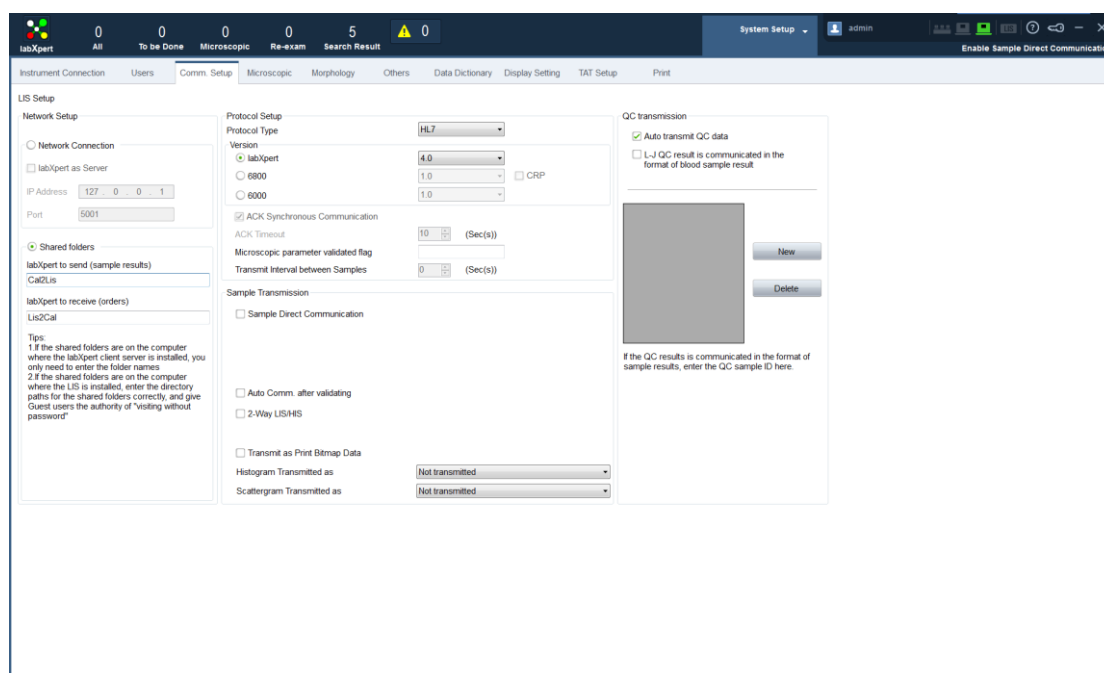 0 0 0 5 0
labXpert All To be Done Microscopic Re-exam Search Result
System Setup admin
Enable Sample Direct Communicatio
Instrument Connection Users Comm. Setup Microscopic Morphology Others Data Dictionary Display Setting TAT Setup Print
LIS Setup
Network Setup
Network Connection
labXpert as Server
IP Address 127 . 0 . 0 . 1
Port 5001
Shared folders
labXpert to send (sample results)
Cal2Lis
labXpert to receive (orders)
Lis2Cal
Tips:
1.If the shared folders are on the computer
where the labXpert client server is installed, you
only need to enter the folder names
2.If the shared folders are on the computer
where the LIS is installed, enter the directory
paths for the shared folders correctly, and give
Guest users the authority of "visiting without
password"
Protocol Setup
Protocol Type HL7
Version
labXpert 4.0
6800 1.0 CRP
6000 1.0
ACK Synchronous Communication
ACK Timeout 10 (Sec(s))
Microscopic parameter validated flag
Transmit Interval between Samples 0 (Sec(s))
Sample Transmission
Sample Direct Communication
Auto Comm. after validating
2-Way LIS/HIS
Transmit as Print Bitmap Data
Histogram Transmitted as Not transmitted
Scattergram Transmitted as Not transmitted
QC transmission
Auto transmit QC data
L-J QC result is communicated in the
format of blood sample result
New
Delete
If the QC results is communicated in the format of
sample results, enter the QC sample ID here.